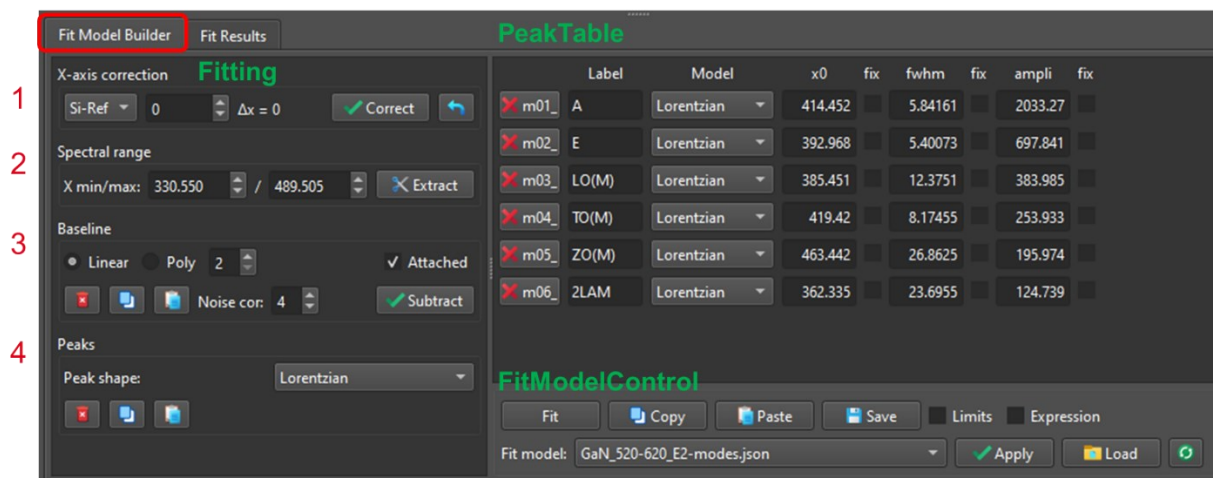 Fit Model Builder Fit Results PeakTable
X-axis correction Fitting
1 Si-Ref 0 Δx = 0 Correct
2 Spectral range
X min/max: 330.550 / 489.505 Extract
3 Baseline
Linear Poly 2 Attached
Noise cor: 4 Subtract
4 Peaks
Peak shape: Lorentzian
Label Model x0 fix fwhm fix ampli fix
m01_ A Lorentzian 414.452 5.84161 2033.27
m02_ E Lorentzian 392.968 5.40073 697.841
m03_ LO(M) Lorentzian 385.451 12.3751 383.985
m04_ TO(M) Lorentzian 419.42 8.17455 253.933
m05_ ZO(M) Lorentzian 463.442 26.8625 195.974
m06_ 2LAM Lorentzian 362.335 23.6955 124.739
FitModelControl
Fit Copy Paste Save Limits Expression
Fit model: GaN_520-620_E2-modes.json Apply Load